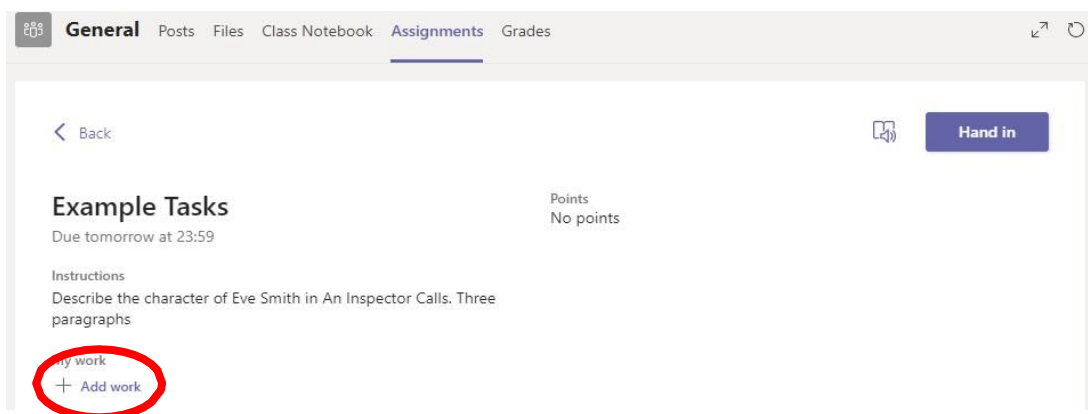 General Posts Files Class Notebook Assignments Grades
Back
Hand in
Example Tasks
Due tomorrow at 23:59
Points
No points
Instructions
Describe the character of Eve Smith in An Inspector Calls. Three
paragraphs
My work
+ Add work